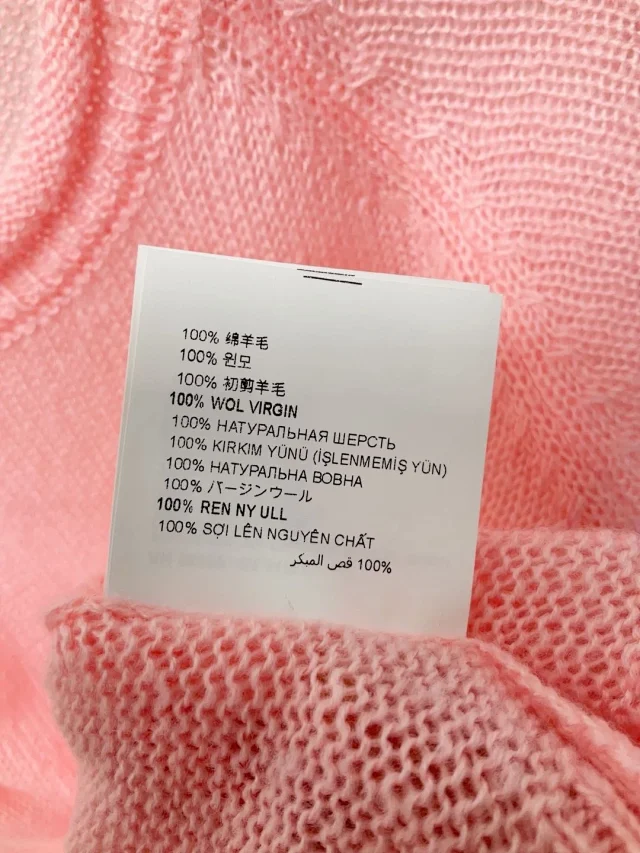 100% 绵羊毛
100% 원모
100% 初剪羊毛
100% WOL VIRGIN
100% НАТУРАЛЬНАЯ ШЕРСТЬ
100% KIRKIM YÜNÜ (İŞLENMEMİŞ YÜN)
100% НАТУРАЛЬНА ВОВНА
100% バージンウール
100% REN NY ULL
100% SỢI LÊN NGUYÊN CHẤT
100% قص المبكر